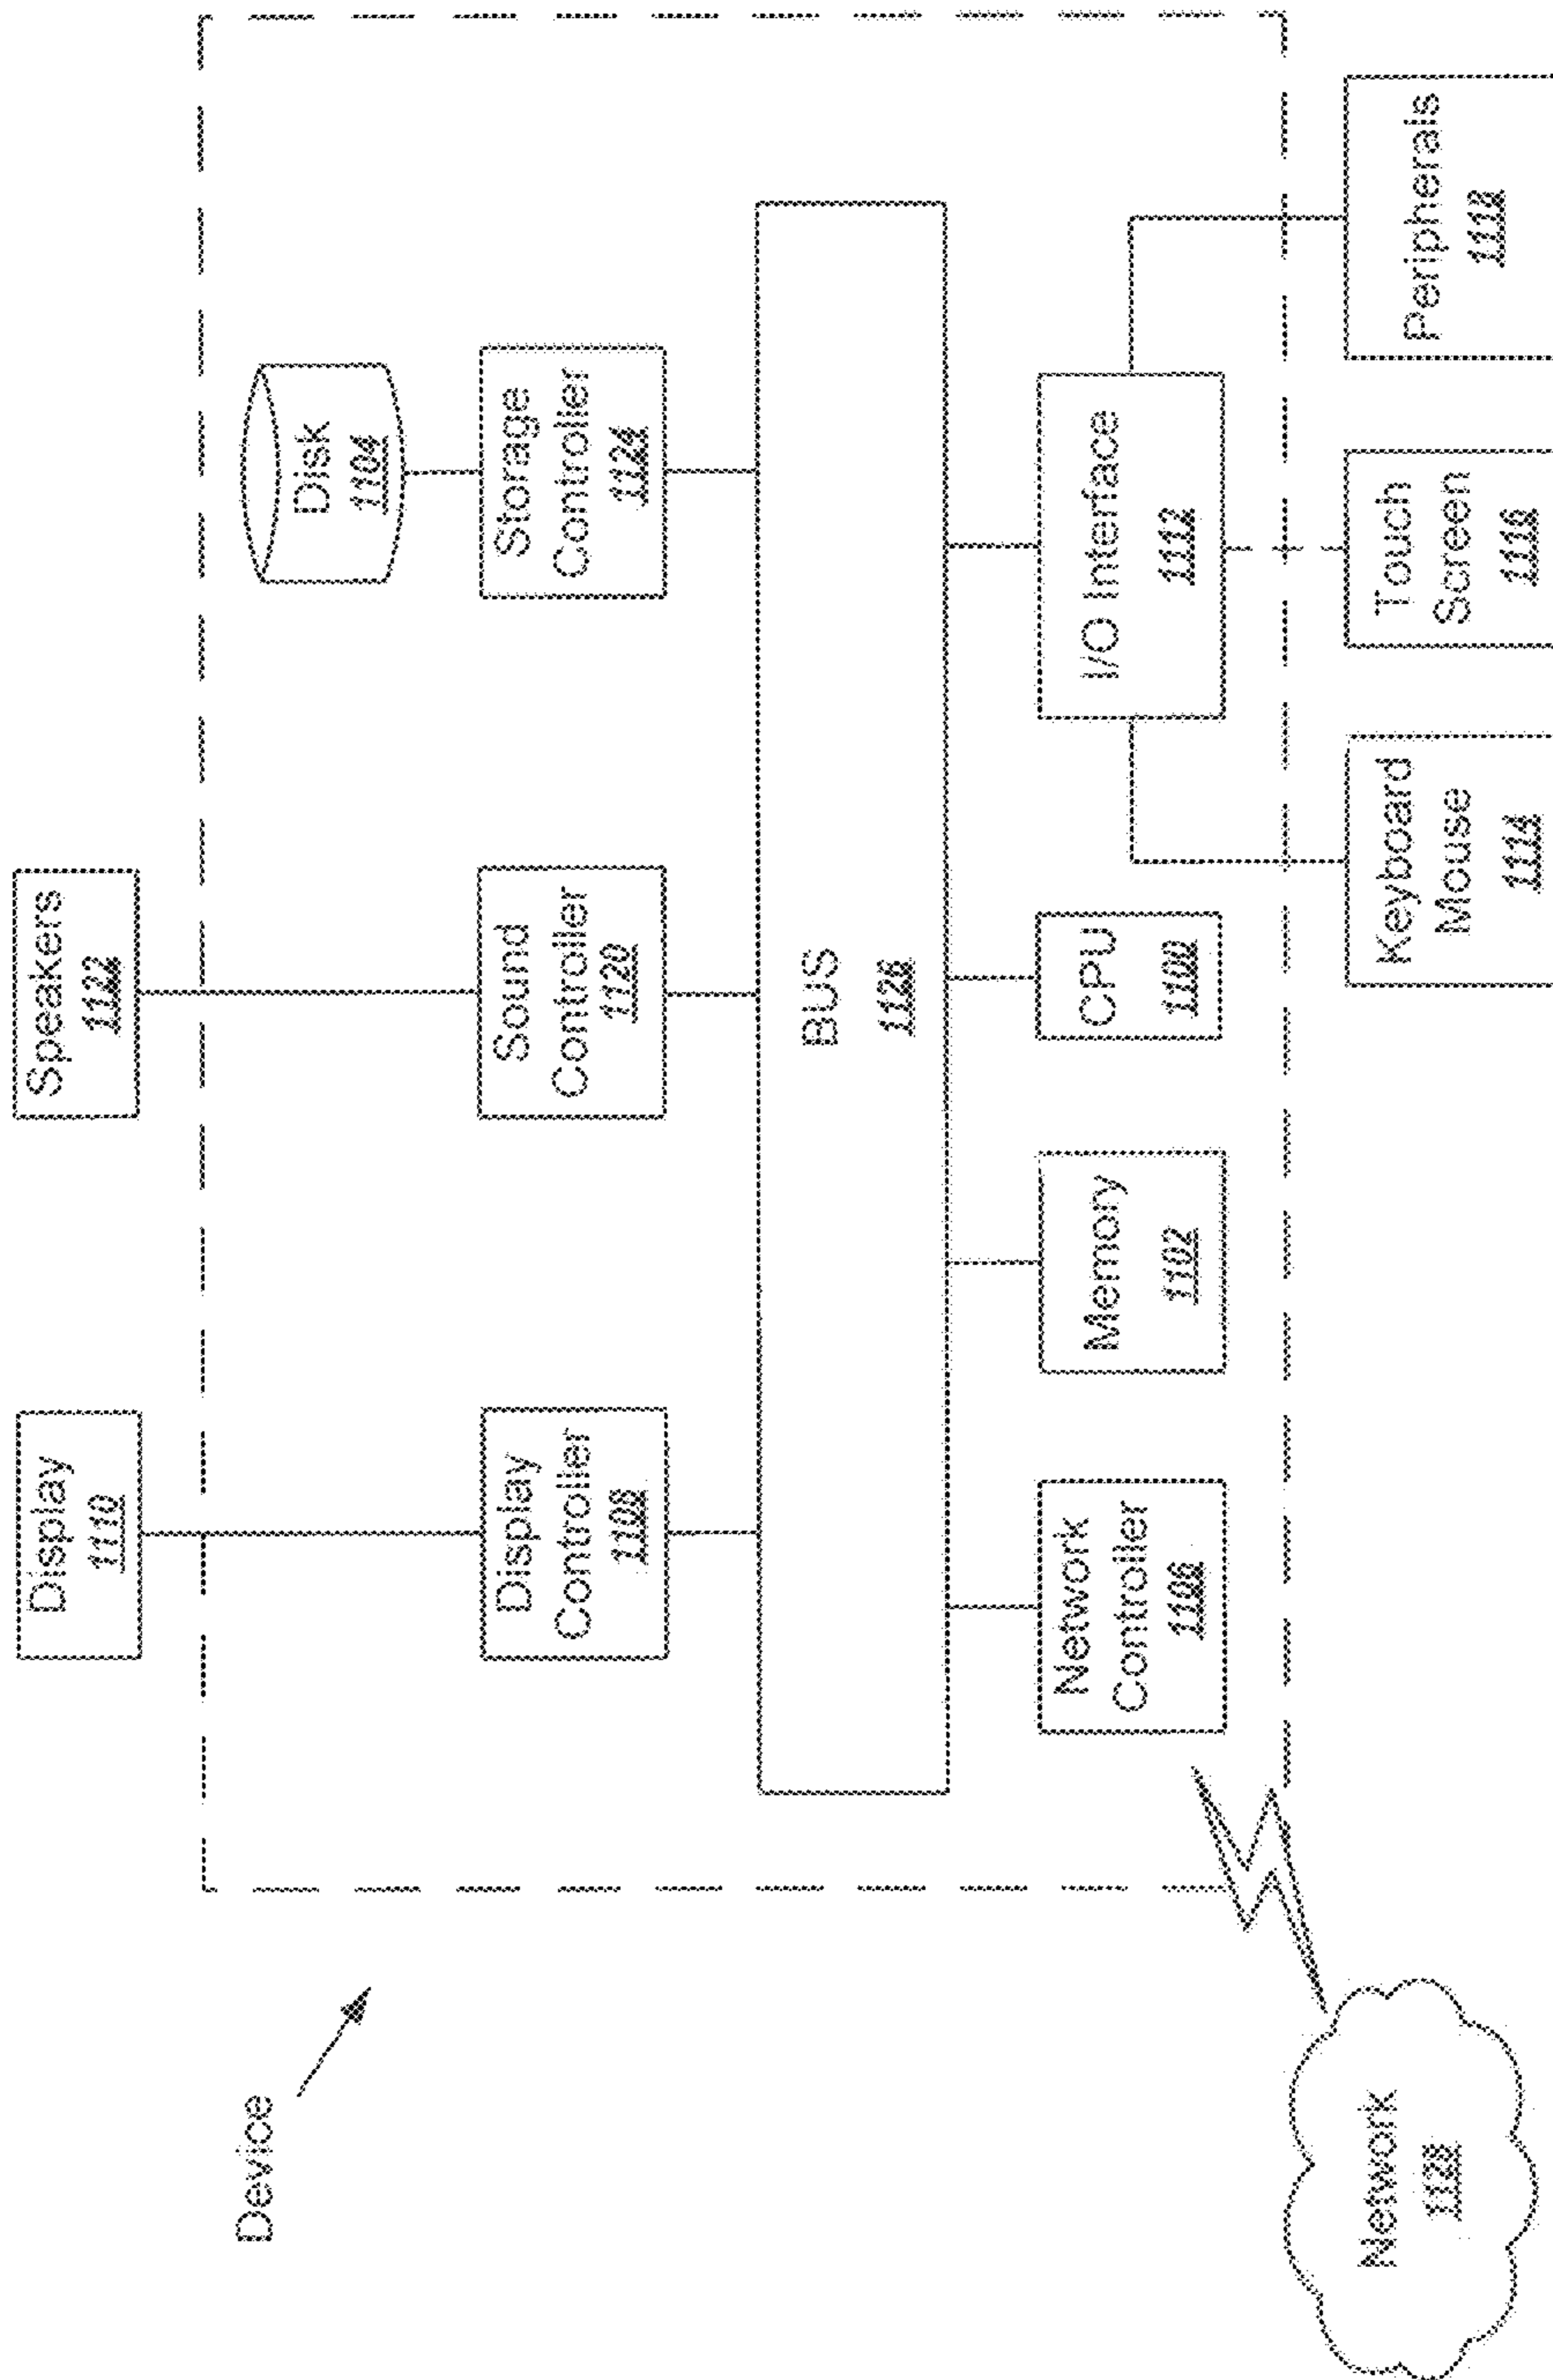 Device
Display
1110
Speakers
1122
Disk
1104
Display
Controller
1108
Sound
Controller
1120
Storage
Controller
1124
BUS
1126
Network
Controller
1106
Memory
1102
CPU
1100
I/O Interface
1112
Network
1128
Keyboard
Mouse
1114
Touch
Screen
1116
Peripherals
1118